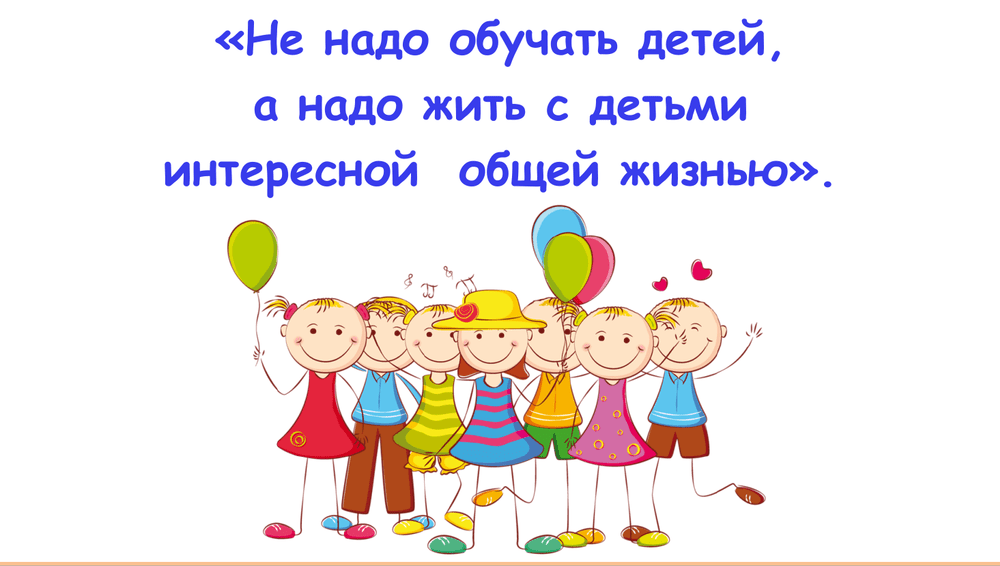 «Не надо обучать детей,
а надо жить с детьми
интересной общей жизнью».